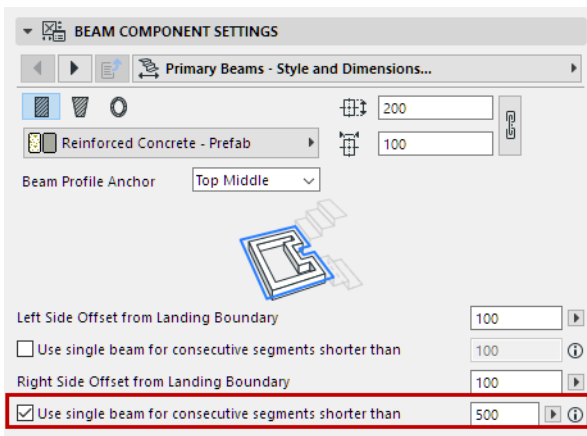 BEAM COMPONENT SETTINGS
Primary Beams - Style and Dimensions...
200
Reinforced Concrete - Prefab
100
Beam Profile Anchor Top Middle
Left Side Offset from Landing Boundary 100
Use single beam for consecutive segments shorter than 100
Right Side Offset from Landing Boundary 100
Use single beam for consecutive segments shorter than 500